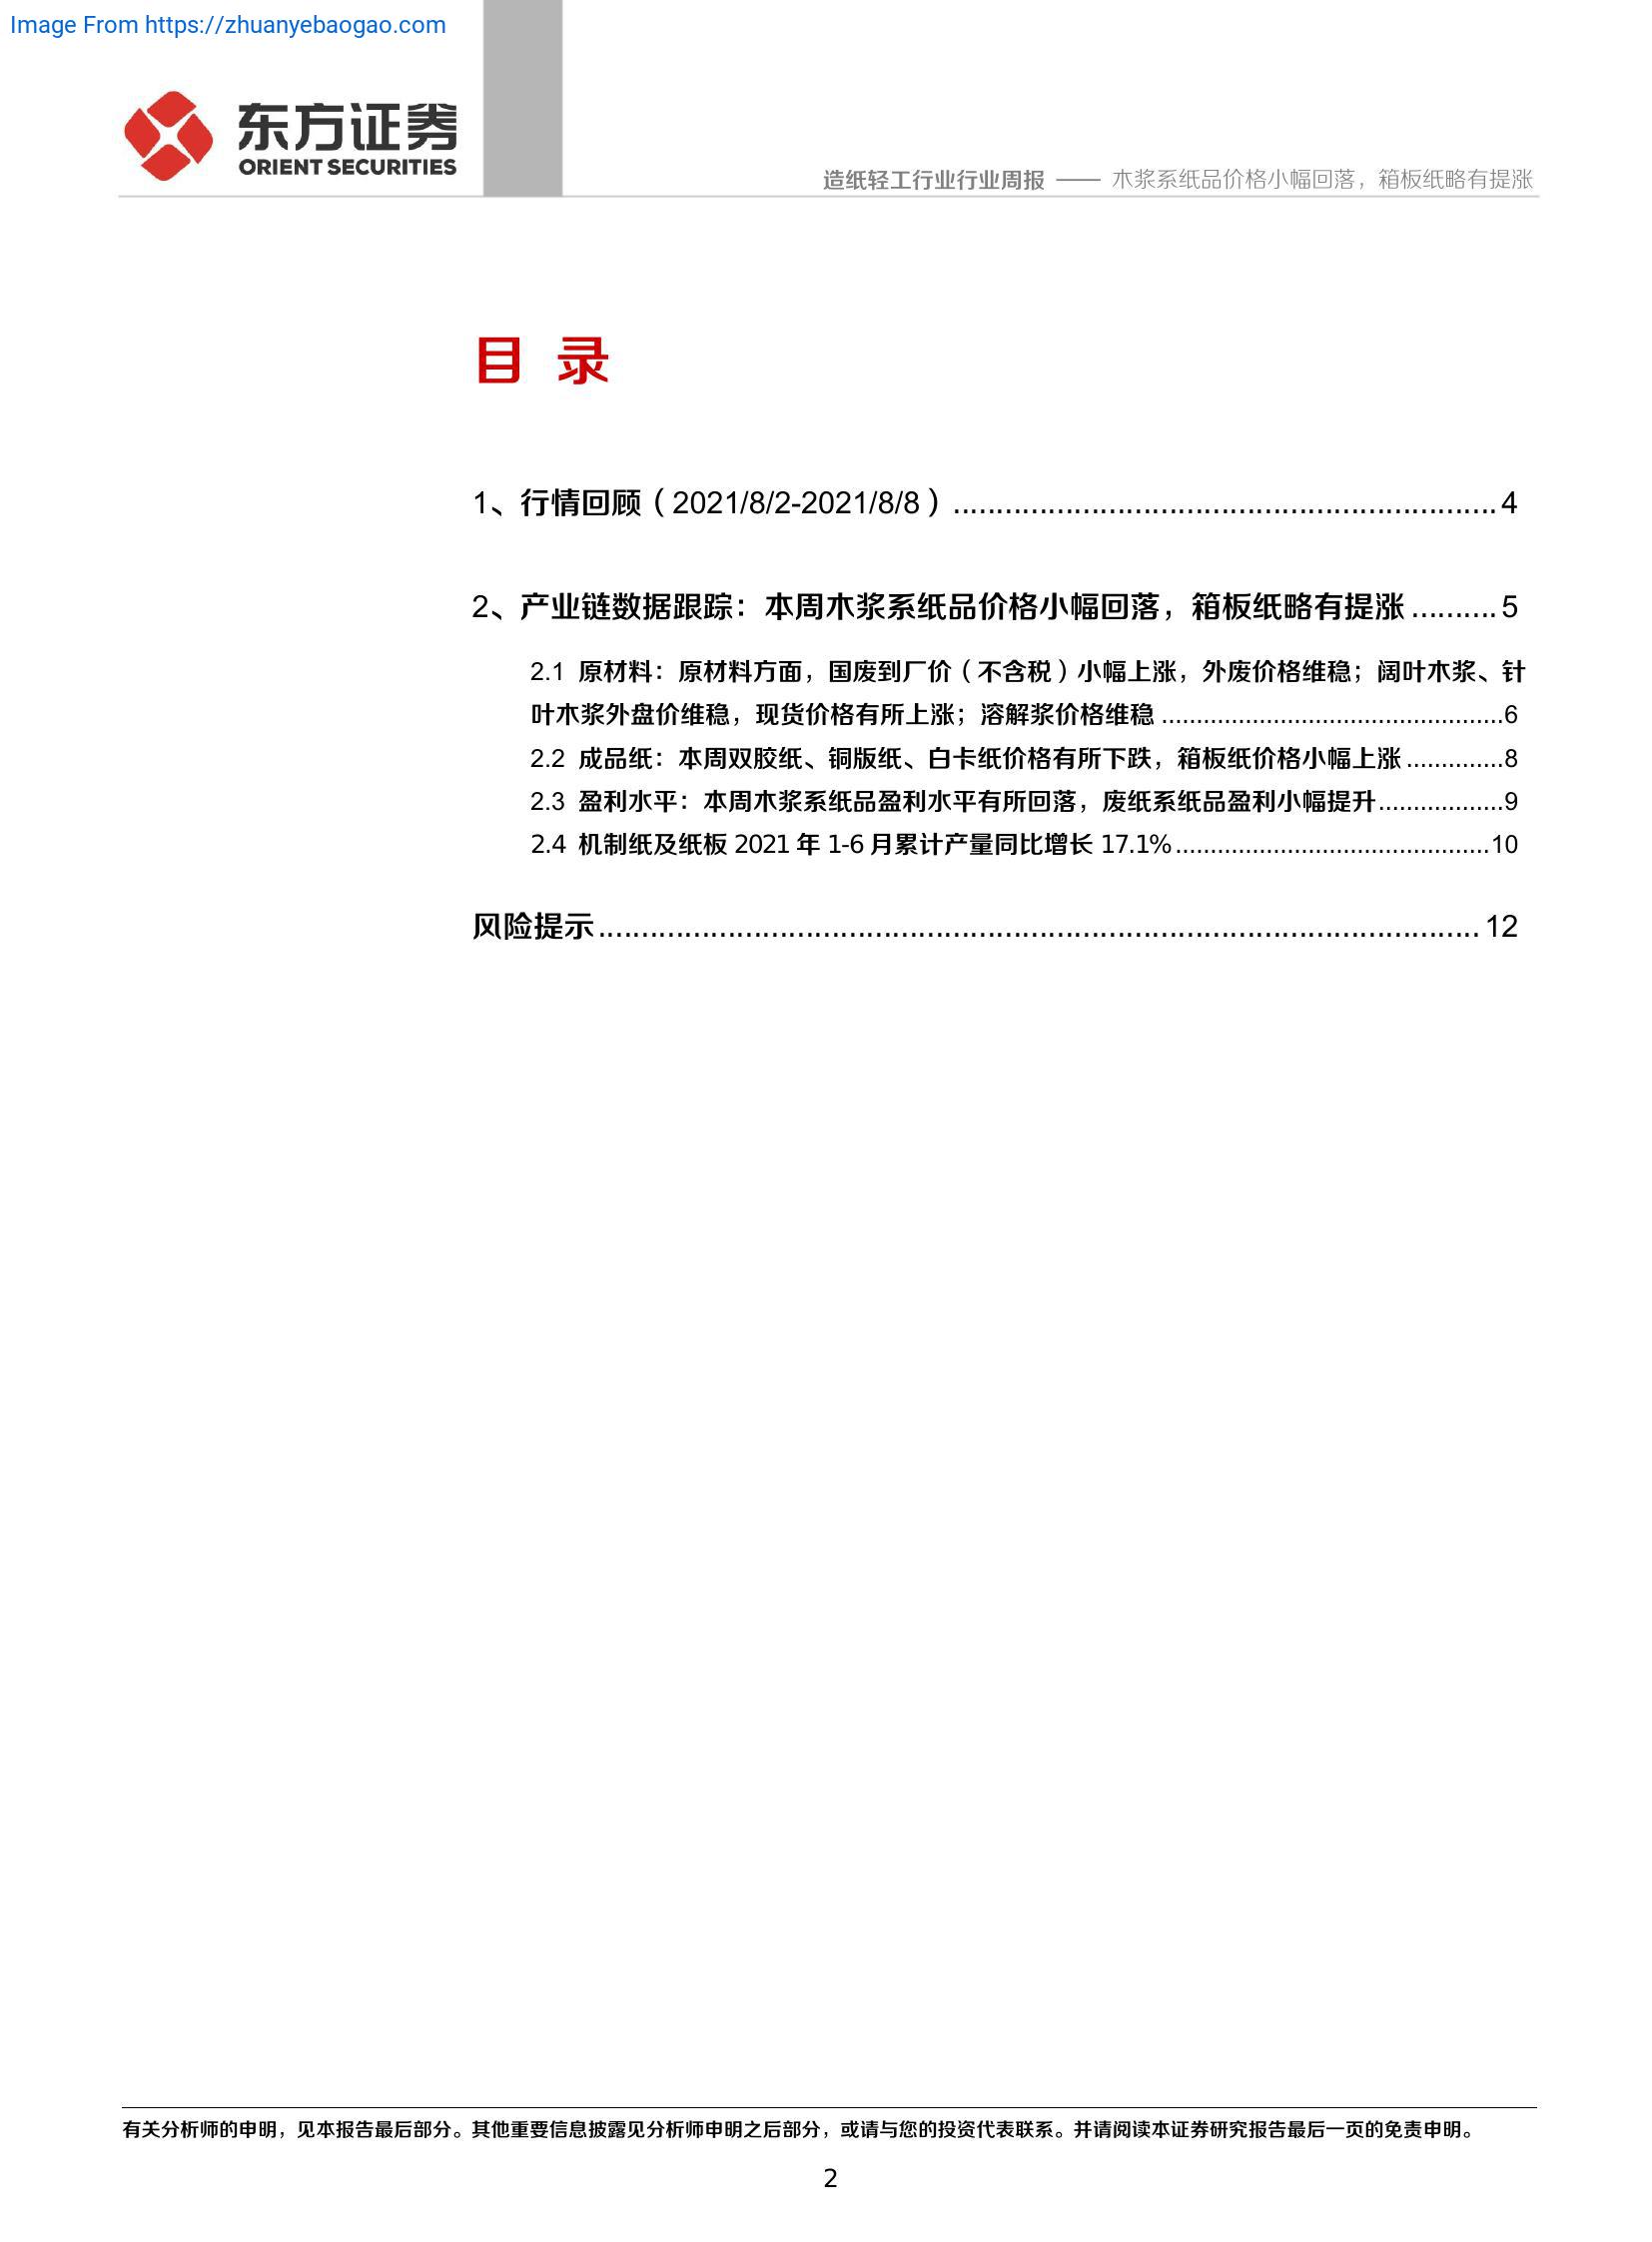 Image From https://zhuanyebaogao.com
东方证券
ORIENT SECURITIES
造纸轻工行业行业周报 —— 木浆系纸品价格小幅回落，箱板纸略有提涨
目 录
1、行情回顾（2021/8/2-2021/8/8）............................................................... 4
2、产业链数据跟踪：本周木浆系纸品价格小幅回落，箱板纸略有提涨.......... 5
2.1 原材料：原材料方面，国废到厂价（不含税）小幅上涨，外废价格维稳；阔叶木浆、针
叶木浆外盘价维稳，现货价格有所上涨；溶解浆价格维稳 .................................................6
2.2 成品纸：本周双胶纸、铜版纸、白卡纸价格有所下跌，箱板纸价格小幅上涨..............8
2.3 盈利水平：本周木浆系纸品盈利水平有所回落，废纸系纸品盈利小幅提升..................9
2.4 机制纸及纸板 2021 年 1-6 月累计产量同比增长 17.1%.............................................10
风险提示...................................................................................................... 12
有关分析师的申明，见本报告最后部分。其他重要信息披露见分析师申明之后部分，或请与您的投资代表联系。并请阅读本证券研究报告最后一页的免责申明。
2